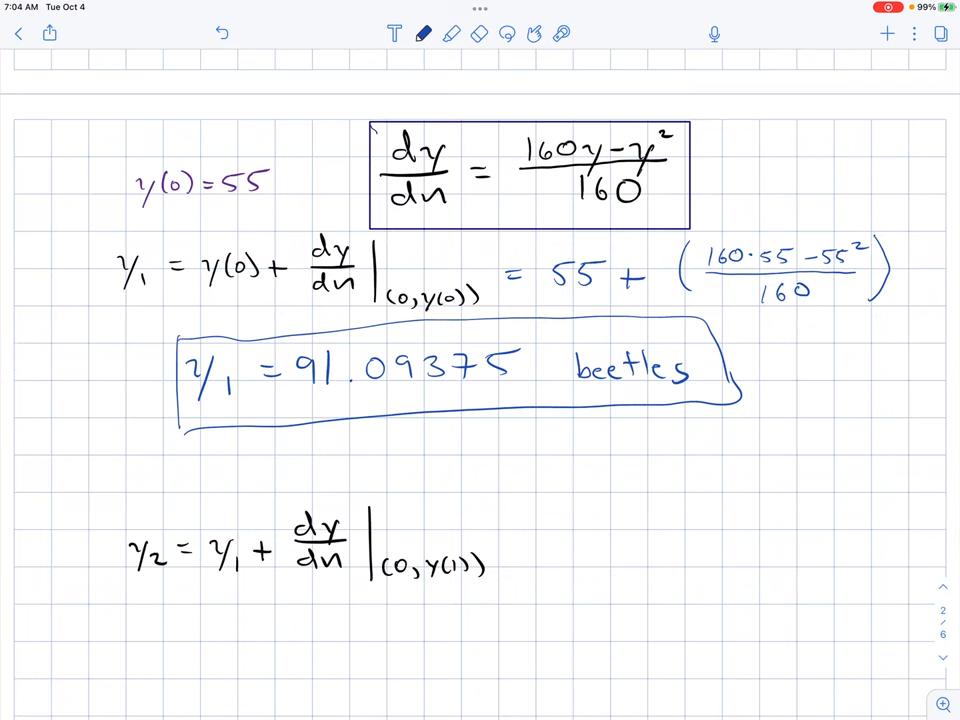 7:04 AM Tue Oct 4
99%
T
dy/dn = (160y - y²)/160
y(0) = 55
y₁ = y(0) + dy/dn |(0, y(0)) = 55 + ((160·55 - 55²)/160)
y₁ = 91.09375 beetles
y₂ = y₁ + dy/dn |(0, y(1))
2
/
6